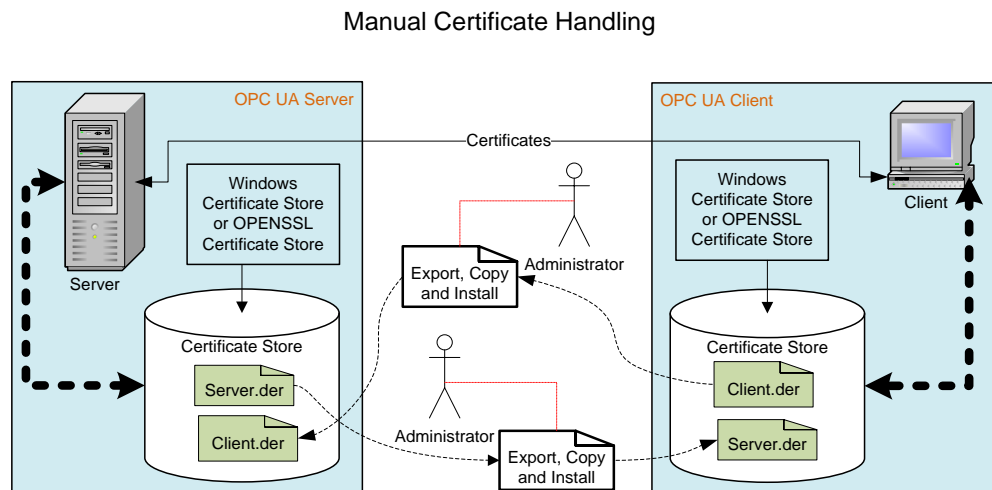 Manual Certificate Handling
OPC UA Server
OPC UA Client
Certificates
Windows
Certificate Store
or OPENSSL
Certificate Store
Windows
Certificate Store
or OPENSSL
Certificate Store
Server
Client
Administrator
Export, Copy
and Install
Certificate Store
Server.der
Client.der
Certificate Store
Client.der
Server.der
Administrator
Export, Copy
and Install